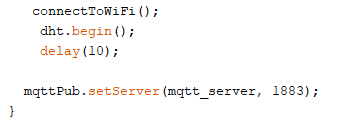 connectToWiFi();
dht.begin();
delay(10);
mqttPub.setServer(mqtt_server, 1883);
}